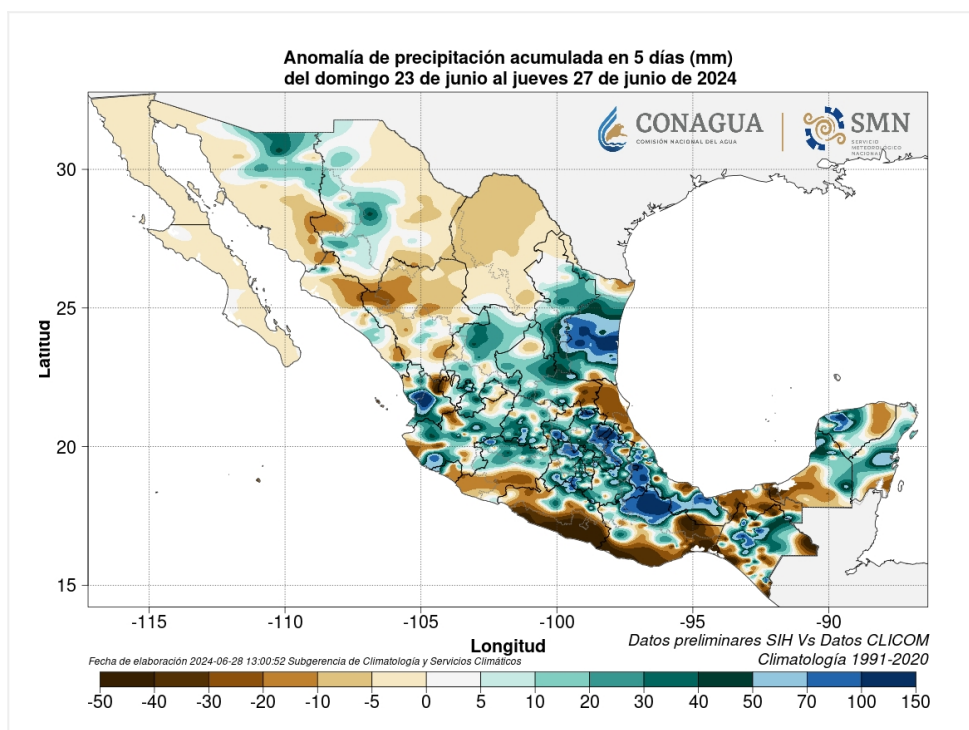 Anomalía de precipitación acumulada en 5 días (mm)
del domingo 23 de junio al jueves 27 de junio de 2024
CONAGUA
COMISIÓN NACIONAL DEL AGUA
SMN
SERVICIO
METEOROLÓGICO
NACIONAL
30
25
20
15
Latitud
-115 -110 -105 -100 -95 -90
Longitud
Datos preliminares SIH Vs Datos CLICOM
Climatología 1991-2020
Fecha de elaboración 2024-06-28 13:00:52 Subgerencia de Climatología y Servicios Climáticos
-50 -40 -30 -20 -10 -5 0 5 10 20 30 40 50 70 100 150